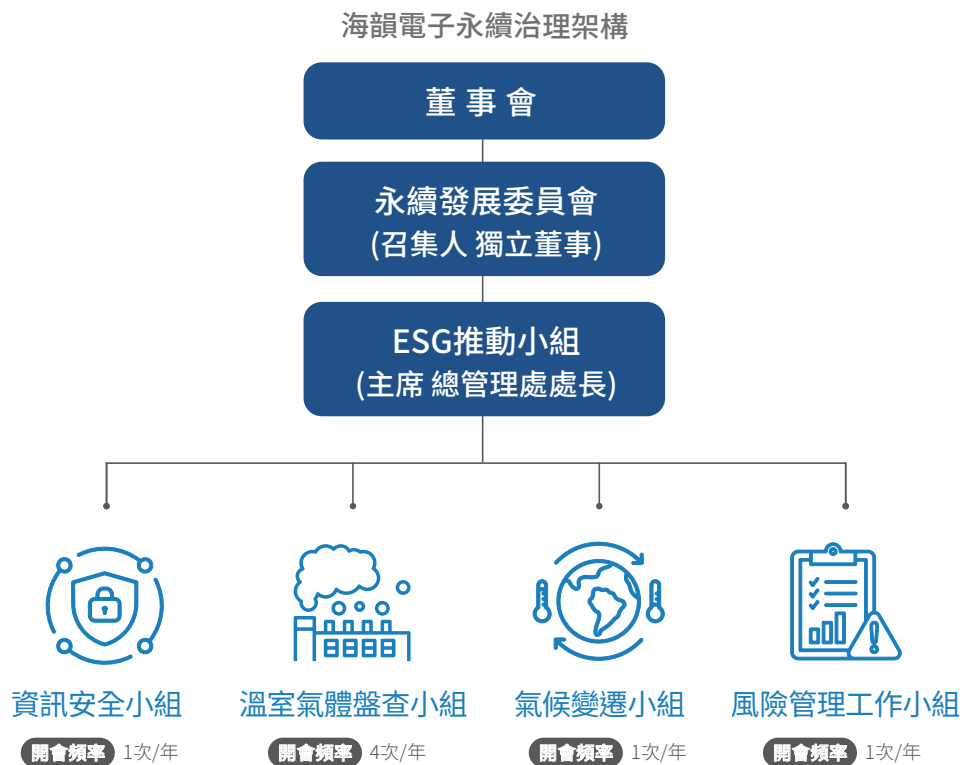 海韻電子永續治理架構
董事會
永續發展委員會
(召集人 獨立董事)
ESG推動小組
(主席 總管理處處長)
資訊安全小組
溫室氣體盤查小組
氣候變遷小組
風險管理工作小組
開會頻率 1次/年
開會頻率 4次/年
開會頻率 1次/年
開會頻率 1次/年